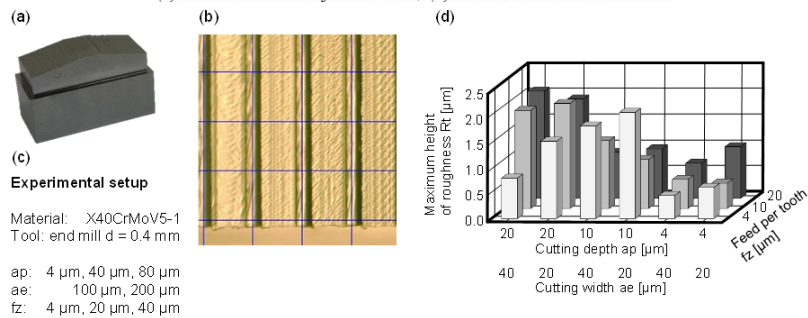 (a)
(b)
(c)
Experimental setup
Material: X40CrMoV5-1
Tool: end mill d = 0.4 mm
ap: 4 µm, 40 µm, 80 µm
ae: 100 µm, 200 µm
fz: 4 µm, 20 µm, 40 µm
(d)
Maximum height
of roughness Rt [µm]
2.5
2.0
1.5
1.0
0.5
0.0
20 20 10 10 4 4
Cutting depth ap [µm]
40 20 40 20 40 20
Cutting width ae [µm]
4 10 20
Feed per tooth
fz [µm]